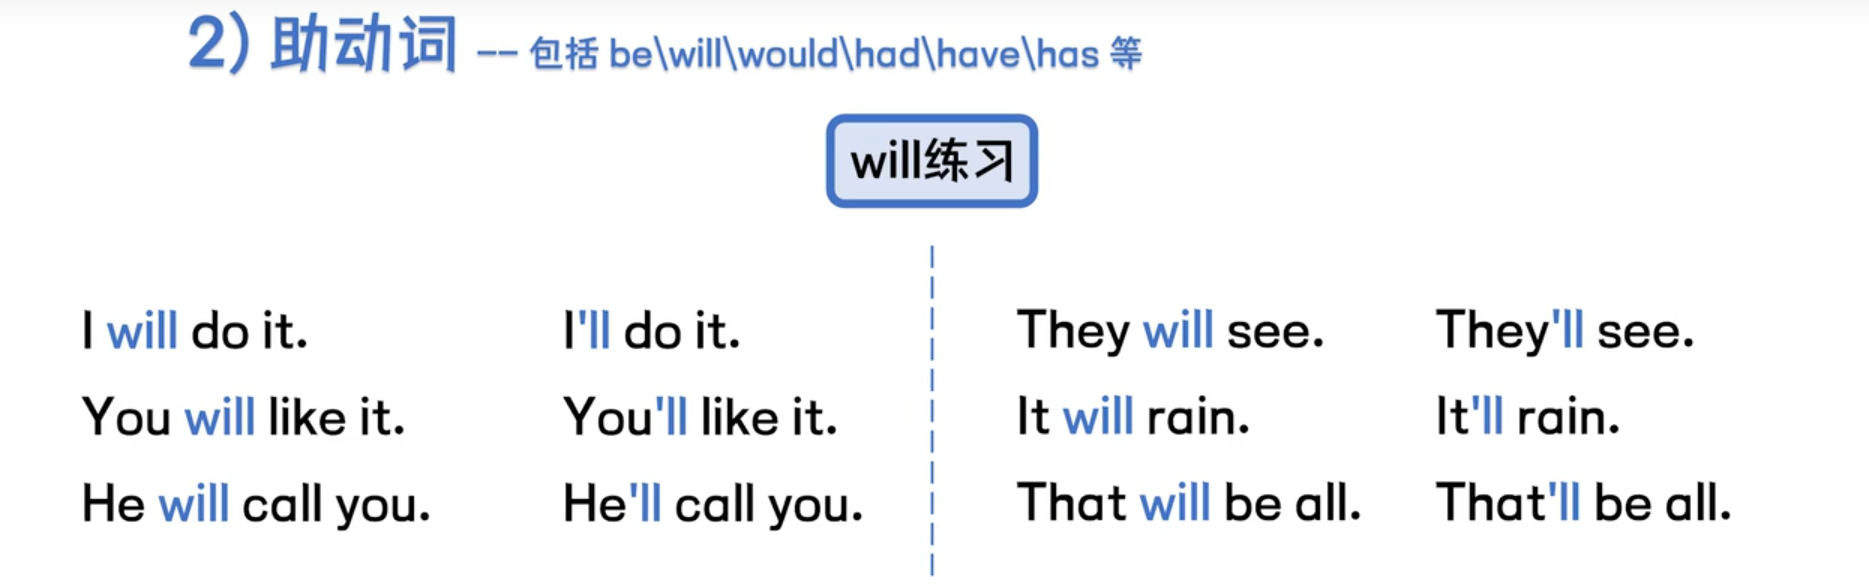 2) 助动词 -- 包括 be\will\would\had\have\has 等
will练习
I will do it. I'll do it.
You will like it. You'll like it.
He will call you. He'll call you.
They will see. They'll see.
It will rain. It'll rain.
That will be all. That'll be all.